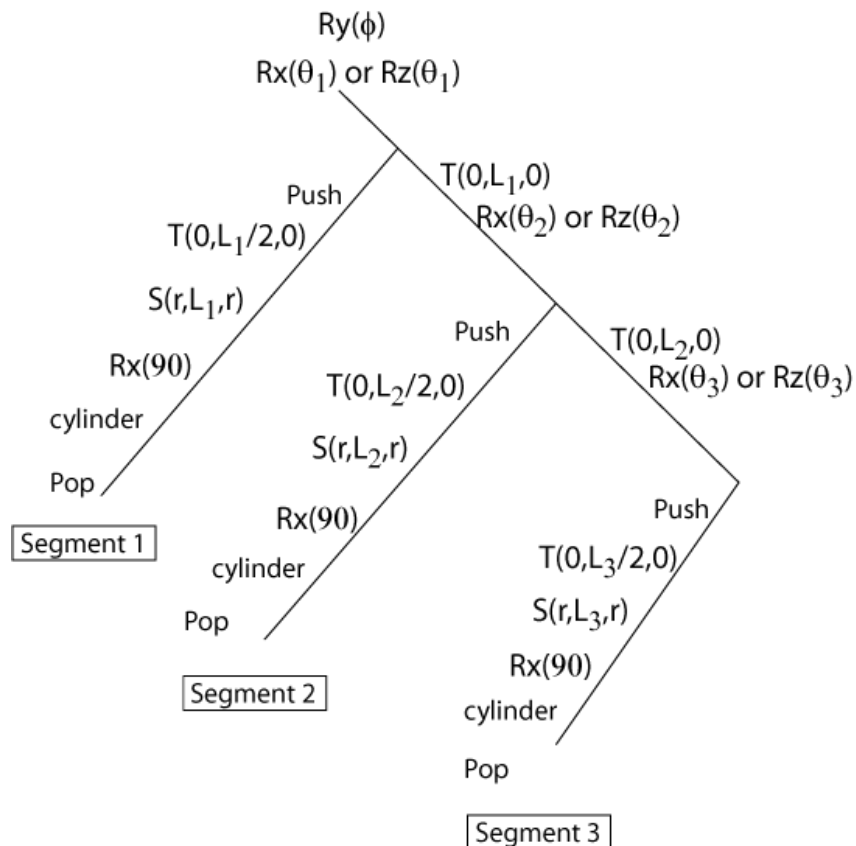 Ry(ϕ)
Rx(θ₁) or Rz(θ₁)
Push
T(0,L₁/2,0)
S(r,L₁,r)
Rx(90)
cylinder
Pop
Segment 1
T(0,L₁,0)
Rx(θ₂) or Rz(θ₂)
Push
T(0,L₂/2,0)
S(r,L₂,r)
Rx(90)
cylinder
Pop
Segment 2
T(0,L₂,0)
Rx(θ₃) or Rz(θ₃)
Push
T(0,L₃/2,0)
S(r,L₃,r)
Rx(90)
cylinder
Pop
Segment 3